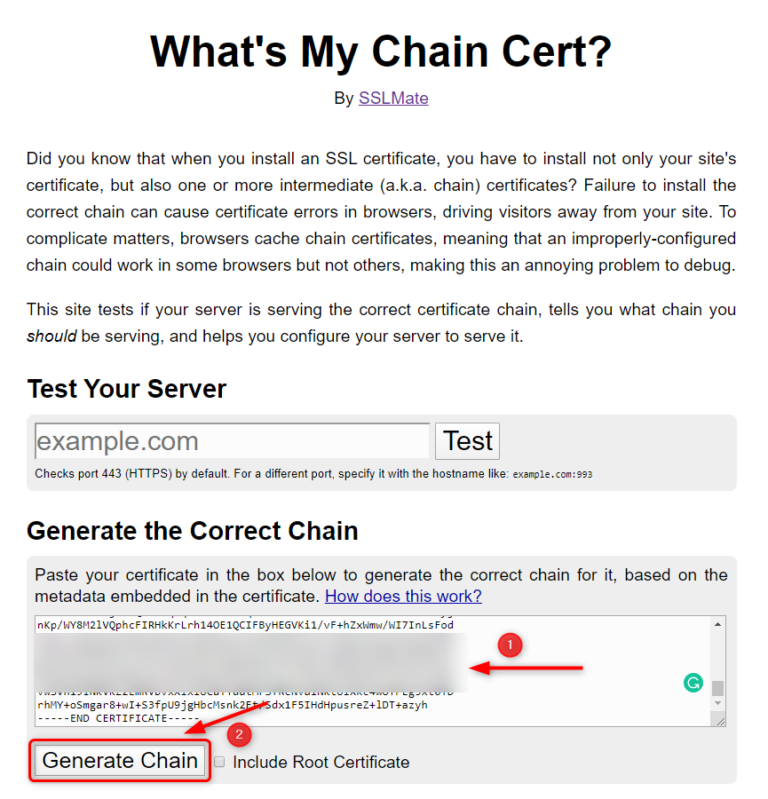 What's My Chain Cert?
By SSLMate
Did you know that when you install an SSL certificate, you have to install not only your site's
certificate, but also one or more intermediate (a.k.a. chain) certificates? Failure to install the
correct chain can cause certificate errors in browsers, driving visitors away from your site. To
complicate matters, browsers cache chain certificates, meaning that an improperly-configured
chain could work in some browsers but not others, making this an annoying problem to debug.
This site tests if your server is serving the correct certificate chain, tells you what chain you
should be serving, and helps you configure your server to serve it.
Test Your Server
example.com Test
Checks port 443 (HTTPS) by default. For a different port, specify it with the hostname like: example.com:993
Generate the Correct Chain
Paste your certificate in the box below to generate the correct chain for it, based on the
metadata embedded in the certificate. How does this work?
nKp/WY8M2lVQphcFIRHkKrLrh14OE1QCIFByHEGVKi1/vF+hZxWmw/WI7InLsFod
1
-----END CERTIFICATE-----
2
Generate Chain Include Root Certificate